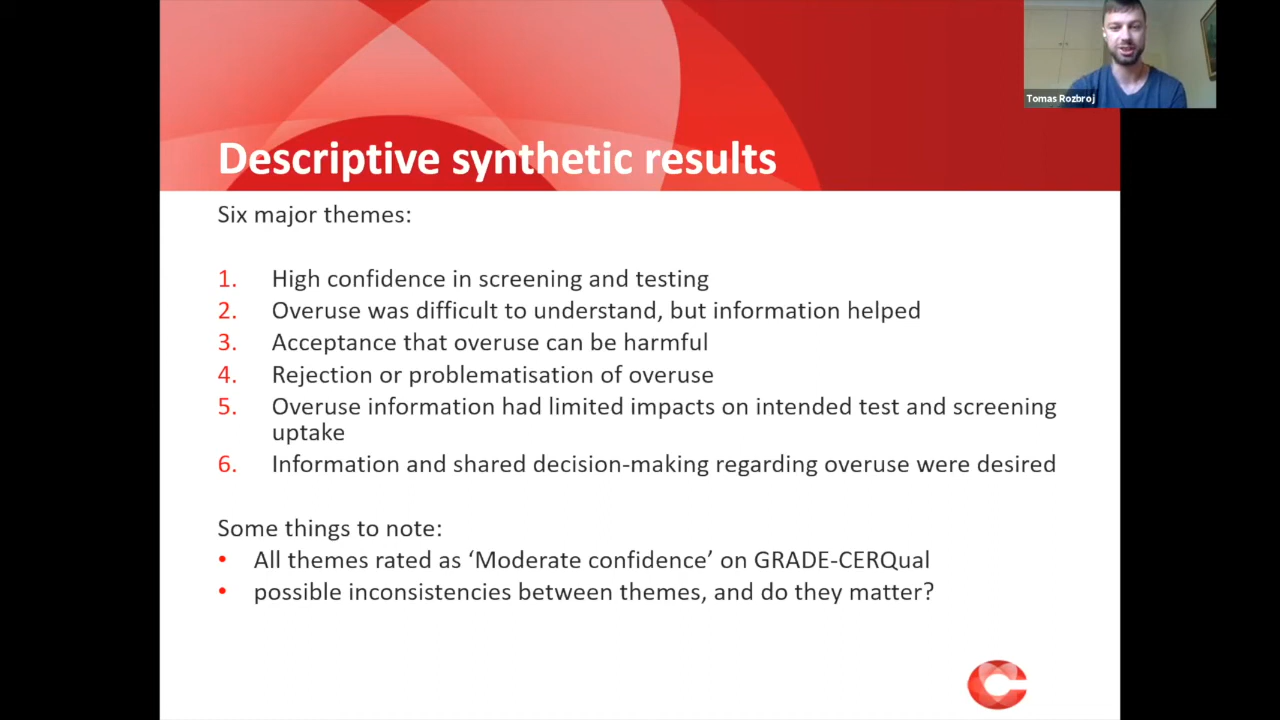 Tomas Rozbroj
Descriptive synthetic results
Six major themes:
1. High confidence in screening and testing
2. Overuse was difficult to understand, but information helped
3. Acceptance that overuse can be harmful
4. Rejection or problematisation of overuse
5. Overuse information had limited impacts on intended test and screening
uptake
6. Information and shared decision-making regarding overuse were desired
Some things to note:
• All themes rated as ‘Moderate confidence’ on GRADE-CERQual
• possible inconsistencies between themes, and do they matter?